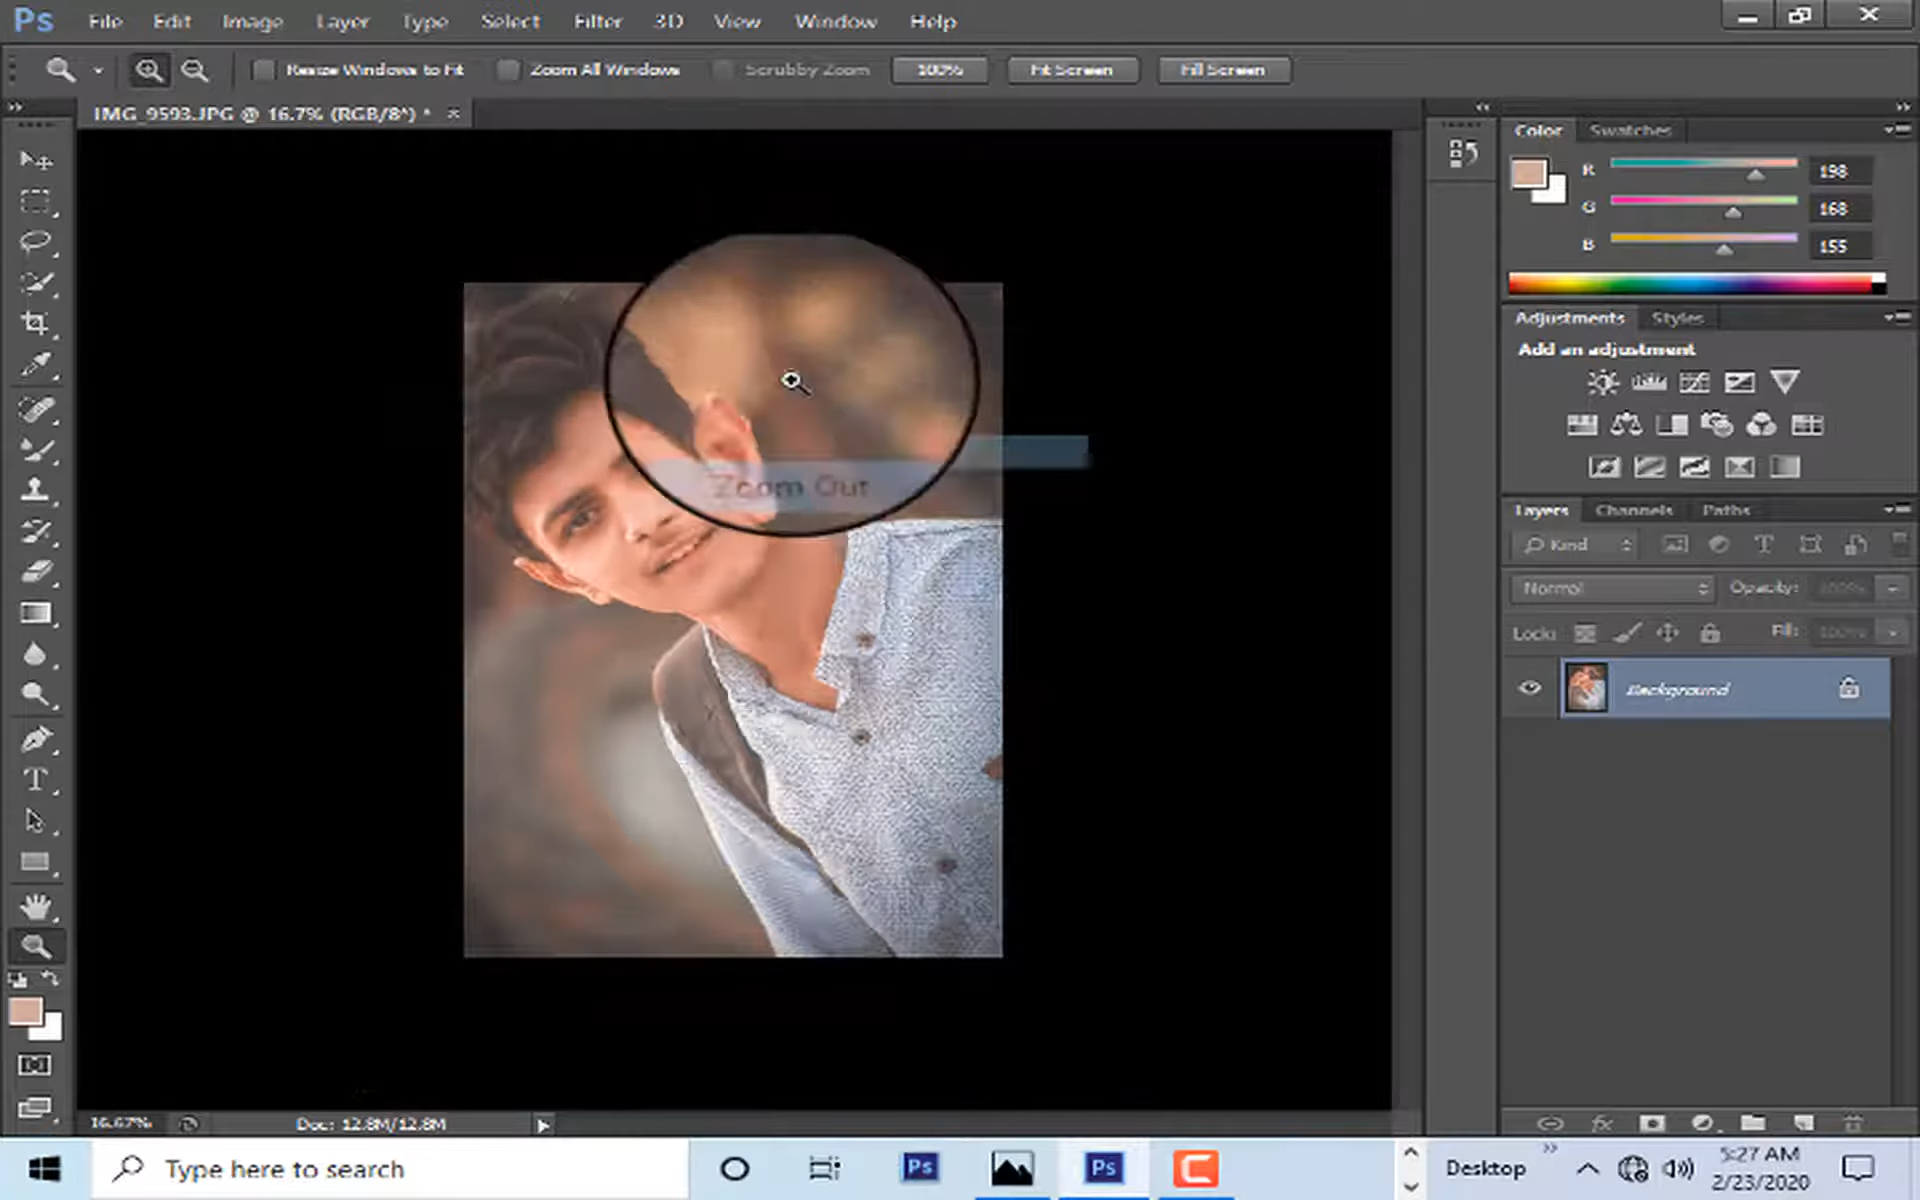 Ps File Edit Image Layer Type Select Filter 3D View Window Help
Resize Windows to Fit Zoom All Windows Scrubby Zoom 100% Fit Screen Fill Screen
IMG_9593.JPG @ 16.7% (RGB/8*) * ×
Color Swatches
R 198
G 168
B 155
Adjustments Styles
Add an adjustment
Zoom Out
Layers Channels Paths
Kind
Normal Opacity: 100%
Lock: Fill: 100%
Background
16.67% Doc: 12.8M/12.8M
Type here to search
Ps
Ps
Desktop
5:27 AM
2/23/2020